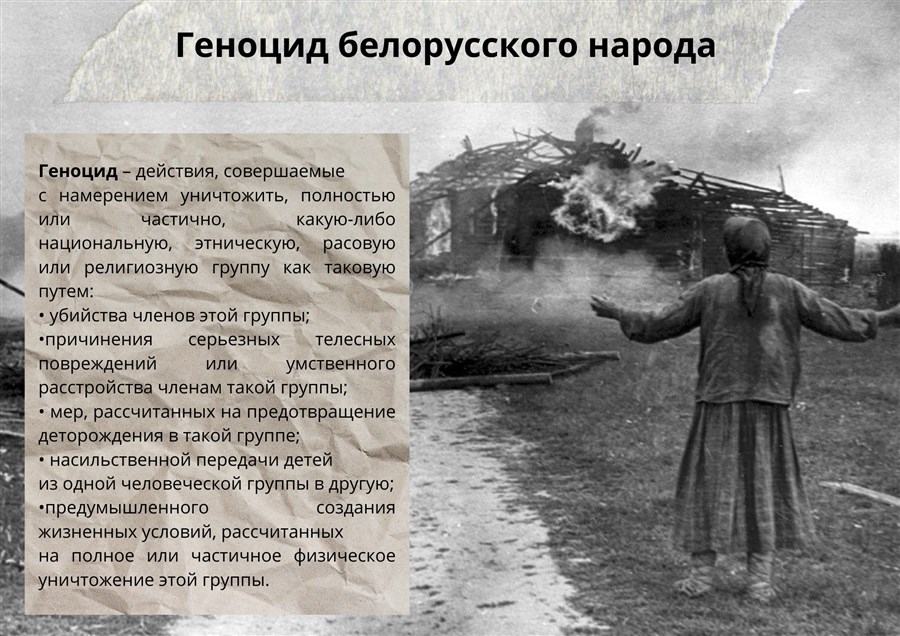 Геноцид белорусского народа
Геноцид – действия, совершаемые
с намерением уничтожить, полностью
или частично, какую-либо
национальную, этническую, расовую
или религиозную группу как таковую
путем:
• убийства членов этой группы;
•причинения серьезных телесных
повреждений или умственного
расстройства членам такой группы;
• мер, рассчитанных на предотвращение
деторождения в такой группе;
• насильственной передачи детей
из одной человеческой группы в другую;
•предумышленного создания
жизненных условий, рассчитанных
на полное или частичное физическое
уничтожение этой группы.